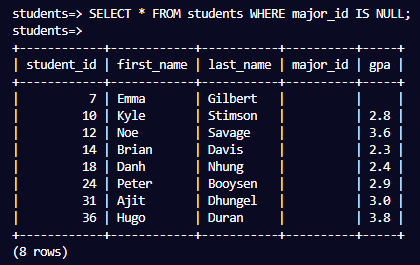 students=> SELECT * FROM students WHERE major_id IS NULL;
students=>
+------------+------------+-----------+----------+-----+
| student_id | first_name | last_name | major_id | gpa |
+------------+------------+-----------+----------+-----+
|          7 | Emma       | Gilbert   |          |     |
|         10 | Kyle       | Stimson   |          | 2.8 |
|         12 | Noe        | Savage    |          | 3.6 |
|         14 | Brian      | Davis     |          | 2.3 |
|         18 | Danh       | Nhung     |          | 2.4 |
|         24 | Peter      | Booysen   |          | 2.9 |
|         31 | Ajit       | Dhungel   |          | 3.0 |
|         36 | Hugo       | Duran     |          | 3.8 |
+------------+------------+-----------+----------+-----+
(8 rows)